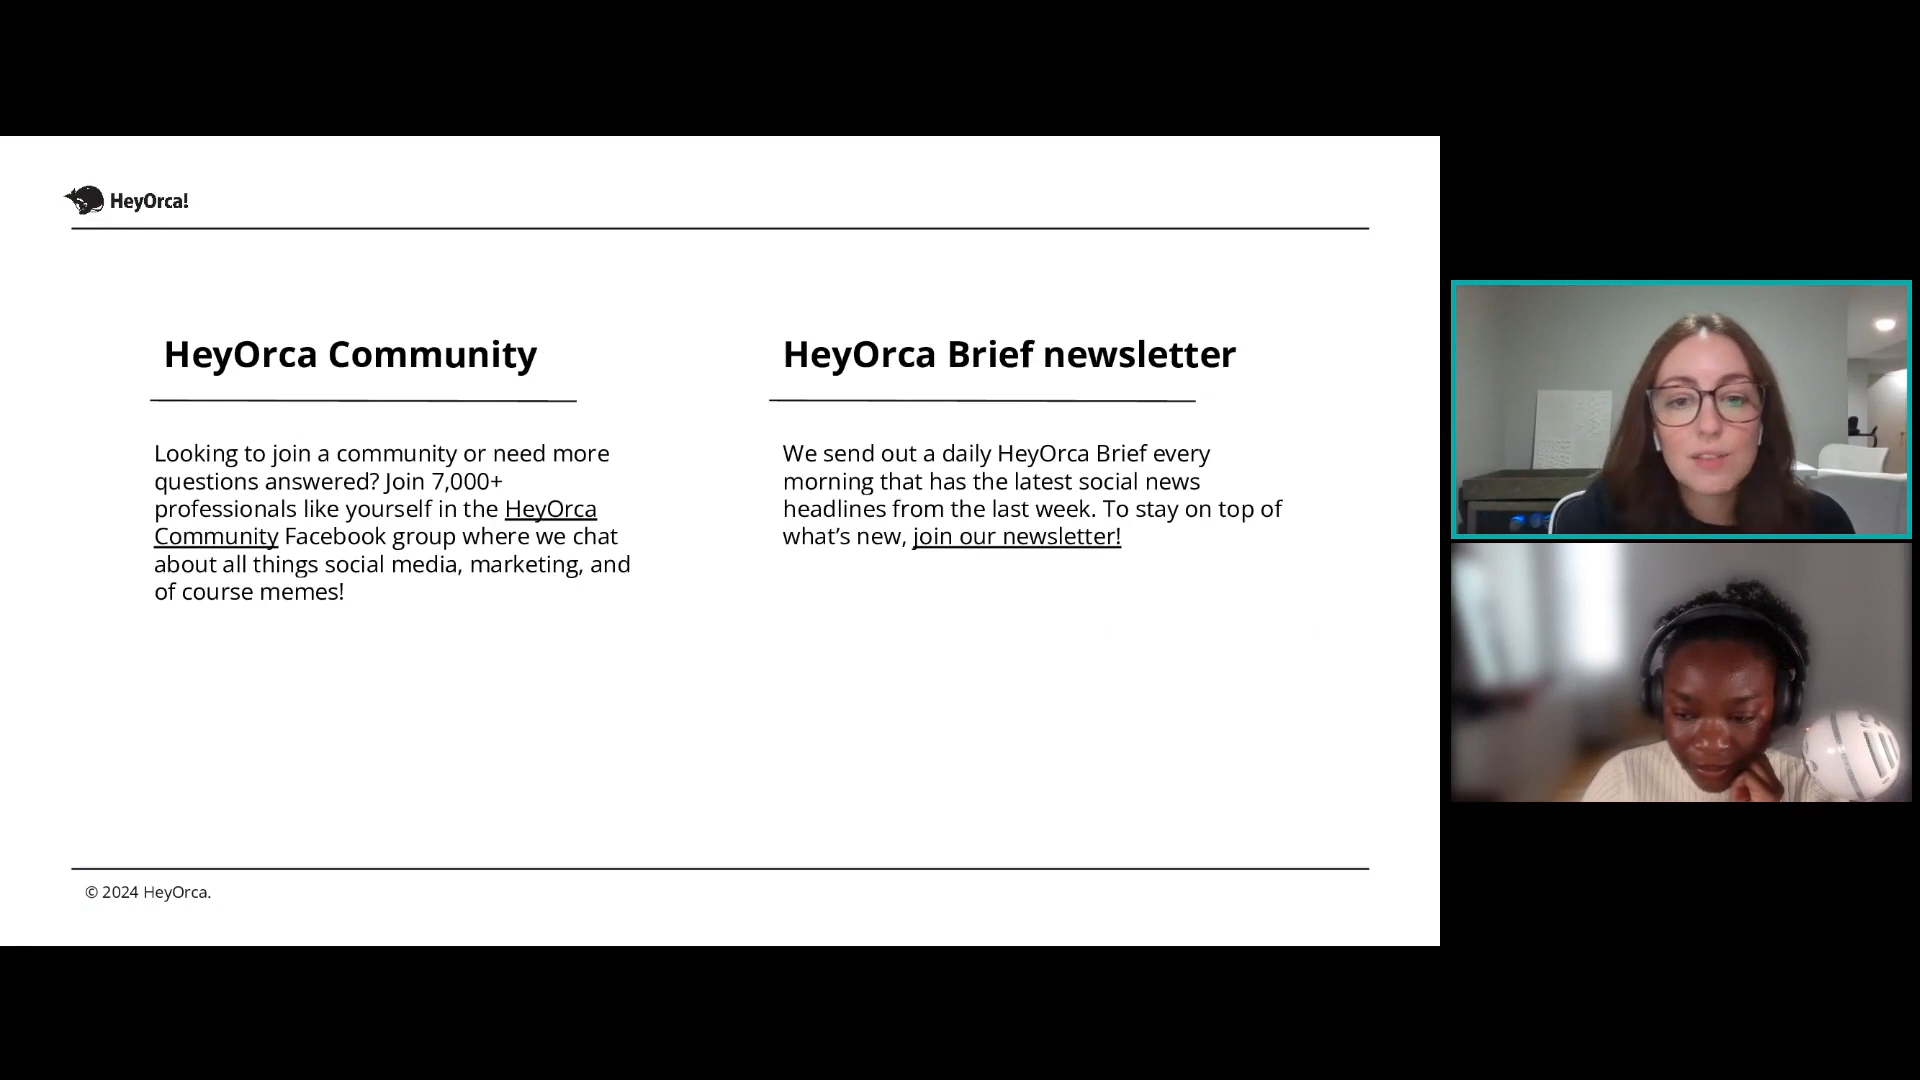 HeyOrca!
HeyOrca Community
Looking to join a community or need more
questions answered? Join 7,000+
professionals like yourself in the HeyOrca
Community Facebook group where we chat
about all things social media, marketing, and
of course memes!
HeyOrca Brief newsletter
We send out a daily HeyOrca Brief every
morning that has the latest social news
headlines from the last week. To stay on top of
what’s new, join our newsletter!
© 2024 HeyOrca.